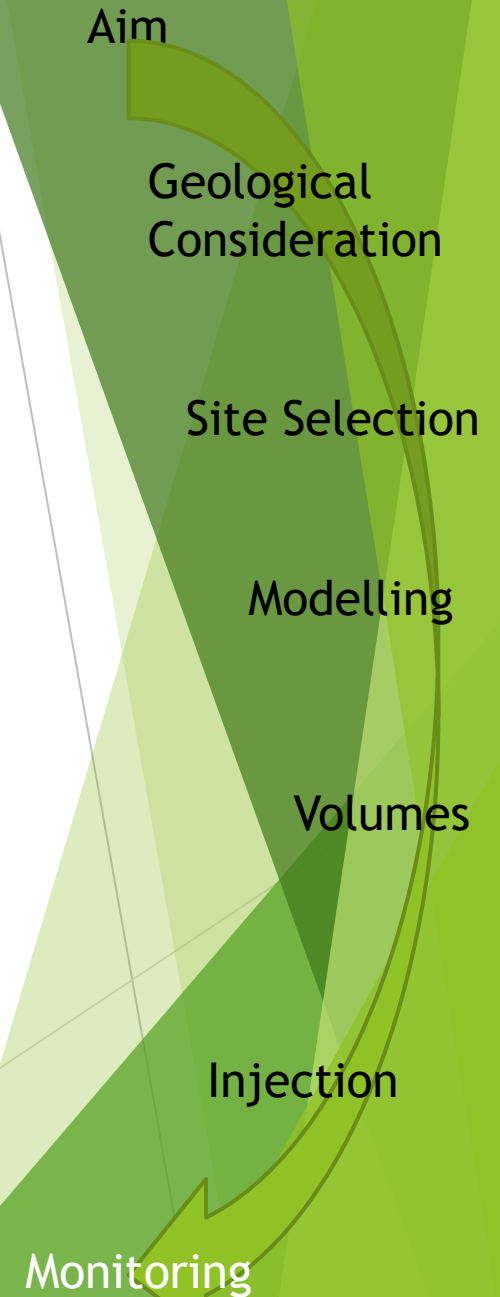 Aim
Geological
Consideration
Site Selection
Modelling
Volumes
Injection
Monitoring